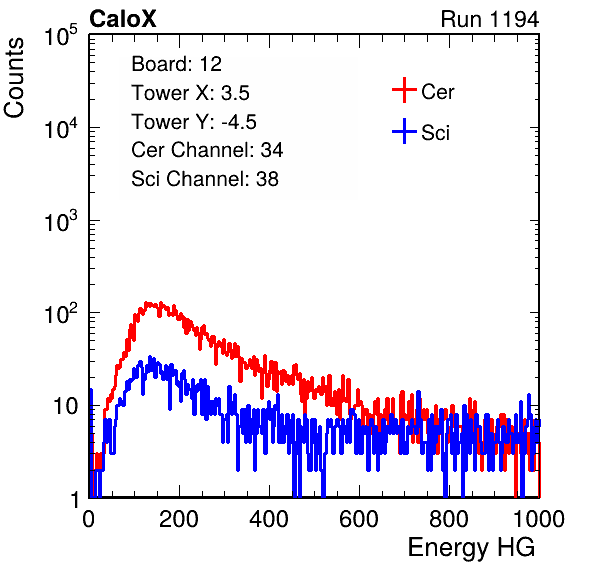 CaloX Run 1194
Counts
Board: 12
Tower X: 3.5
Tower Y: -4.5
Cer Channel: 34
Sci Channel: 38
Cer
Sci
10^5
10^4
10^3
10^2
10
1
0 200 400 600 800 1000
Energy HG